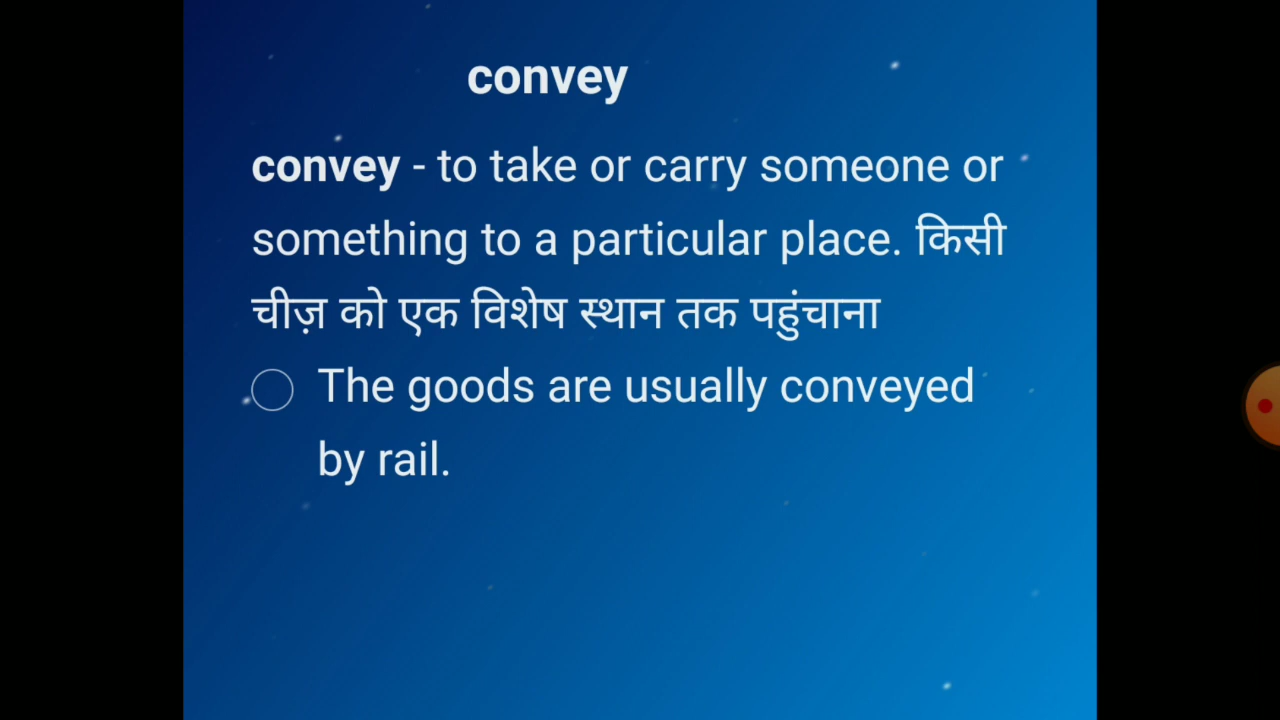 convey
convey - to take or carry someone or
something to a particular place. किसी
चीज़ को एक विशेष स्थान तक पहुंचाना
The goods are usually conveyed
by rail.